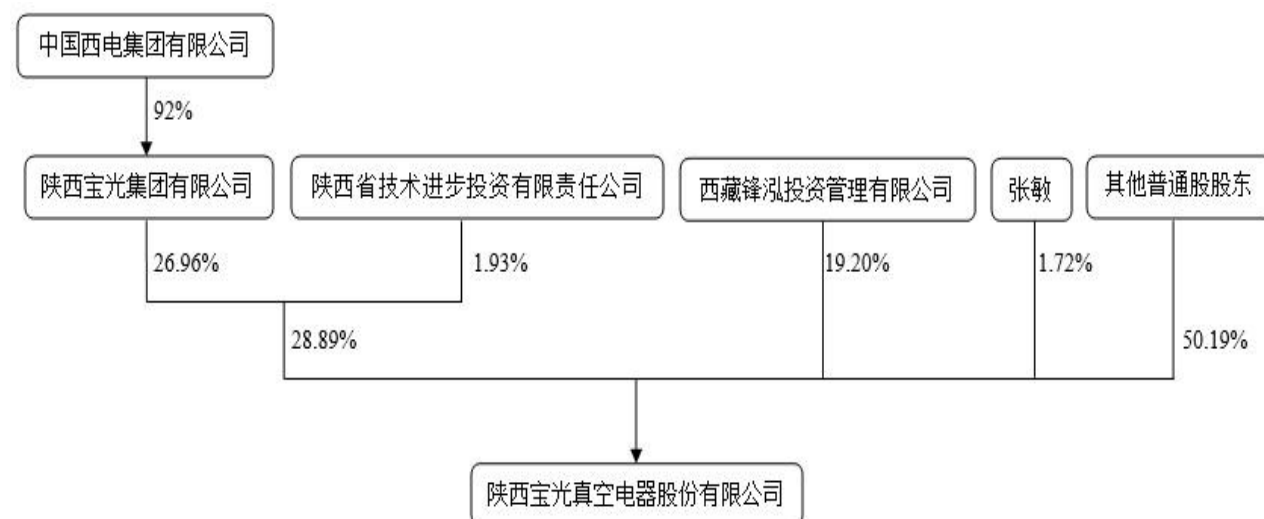 中国西电集团有限公司
92%
陕西宝光集团有限公司
陕西省技术进步投资有限责任公司
西藏锋泓投资管理有限公司
张敏
其他普通股股东
26.96%
1.93%
19.20%
1.72%
28.89%
50.19%
陕西宝光真空电器股份有限公司